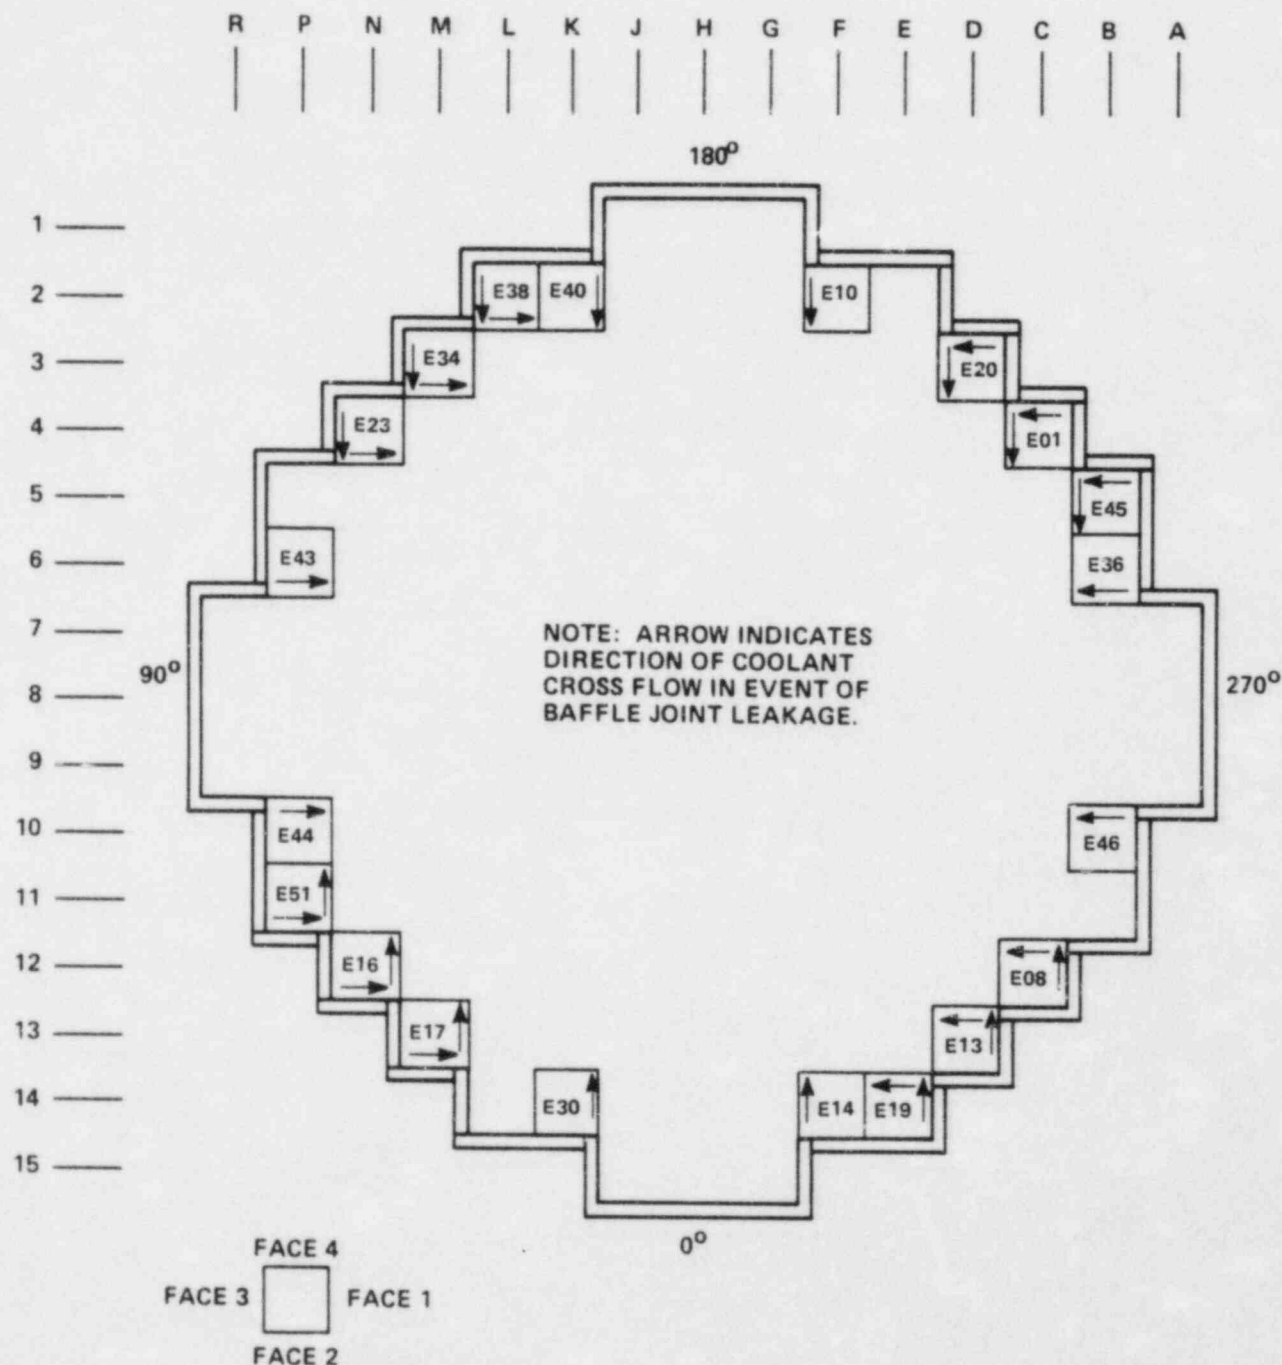 R P N M L K J H G F E D C B A
180°
1
2 E38 E40 E10
3 E34 E20
4 E23 E01
5 E45
6 E43 E36
7
NOTE: ARROW INDICATES
DIRECTION OF COOLANT
CROSS FLOW IN EVENT OF
BAFFLE JOINT LEAKAGE.
90°
8
270°
9
10 E44 E46
11 E51
12 E16 E08
13 E17 E13
14 E30 E14 E19
15
0°
FACE 4
FACE 3 FACE 1
FACE 2